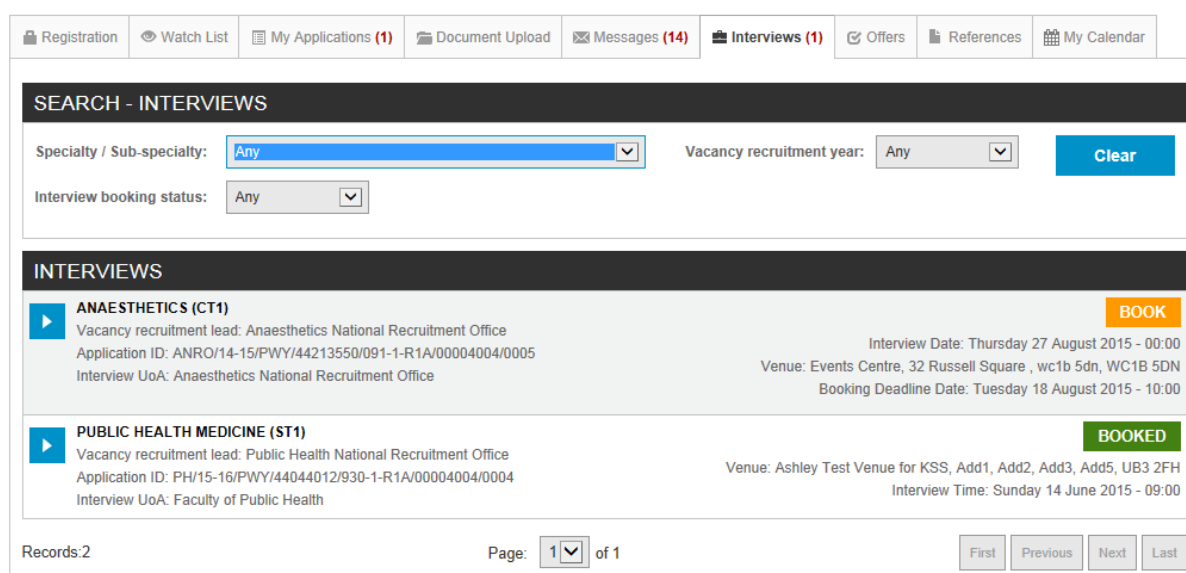 Registration Watch List My Applications (1) Document Upload Messages (14) Interviews (1) Offers References My Calendar
SEARCH - INTERVIEWS
Specialty / Sub-specialty: Any Vacancy recruitment year: Any Clear
Interview booking status: Any
INTERVIEWS
ANAESTHETICS (CT1) BOOK
Vacancy recruitment lead: Anaesthetics National Recruitment Office
Interview Date: Thursday 27 August 2015 - 00:00
Application ID: ANRO/14-15/PWY/44213550/091-1-R1A/00004004/0005
Venue: Events Centre, 32 Russell Square , wc1b 5dn, WC1B 5DN
Interview UoA: Anaesthetics National Recruitment Office
Booking Deadline Date: Tuesday 18 August 2015 - 10:00
PUBLIC HEALTH MEDICINE (ST1) BOOKED
Vacancy recruitment lead: Public Health National Recruitment Office
Venue: Ashley Test Venue for KSS, Add1, Add2, Add3, Add5, UB3 2FH
Application ID: PH/15-16/PWY/44044012/930-1-R1A/00004004/0004
Interview Time: Sunday 14 June 2015 - 09:00
Interview UoA: Faculty of Public Health
Records:2 Page: 1 of 1 First Previous Next Last